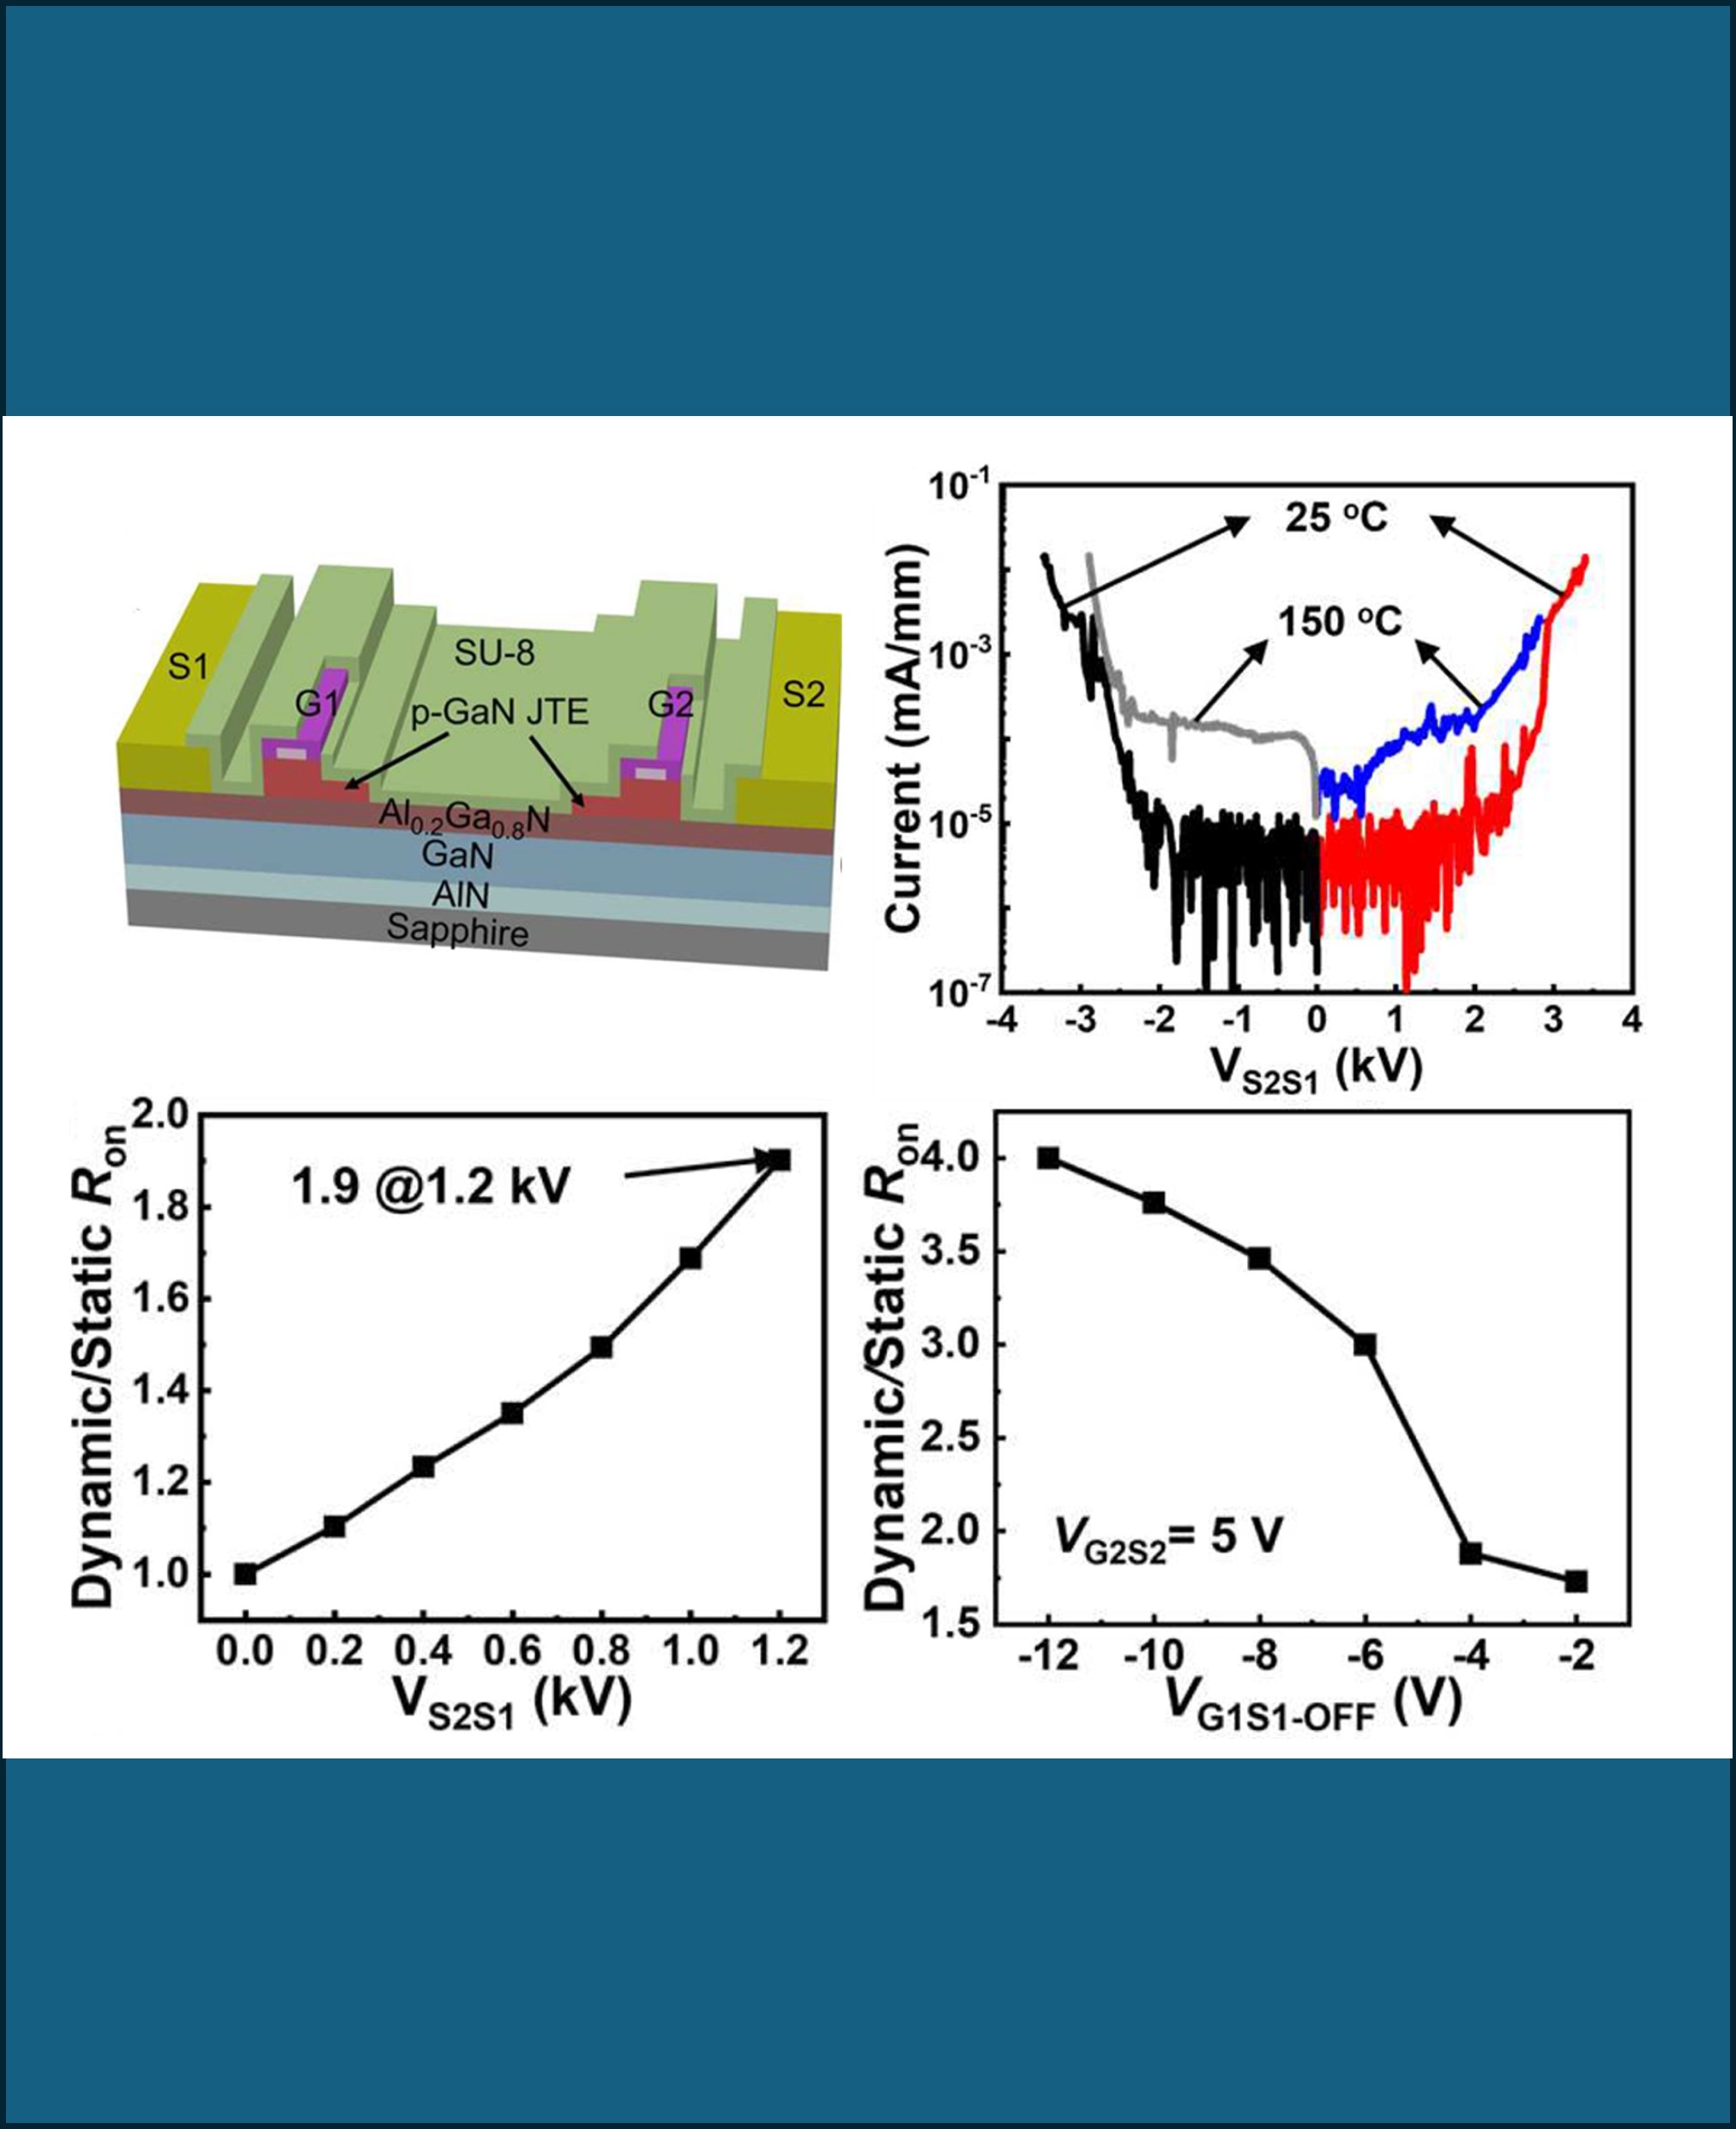 S1
G1
SU-8
p-GaN JTE
G2
S2
Al0.2Ga0.8N
GaN
AlN
Sapphire
Current (mA/mm)
10-1
10-3
10-5
10-7
25 oC
150 oC
-4 -3 -2 -1 0 1 2 3 4
VS2S1 (kV)
Dynamic/Static Ron
2.0
1.8
1.6
1.4
1.2
1.0
1.9 @1.2 kV
0.0 0.2 0.4 0.6 0.8 1.0 1.2
VS2S1 (kV)
Dynamic/Static Ron
4.0
3.5
3.0
2.5
2.0
1.5
VG2S2= 5 V
-12 -10 -8 -6 -4 -2
VG1S1-OFF (V)